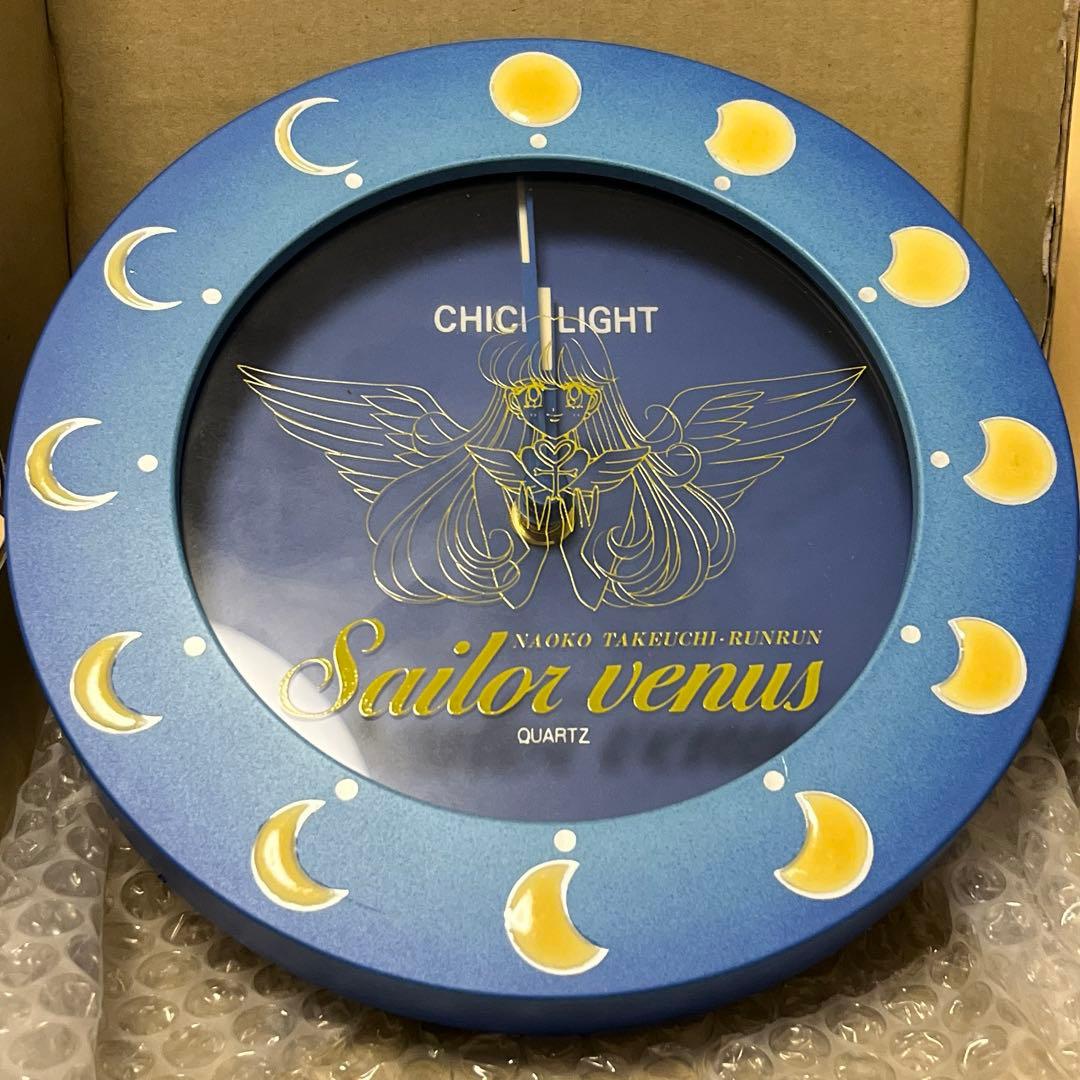 CHICI LIGHT
NAOKO TAKEUCHI·RUNRUN
Sailor venus
QUARTZ